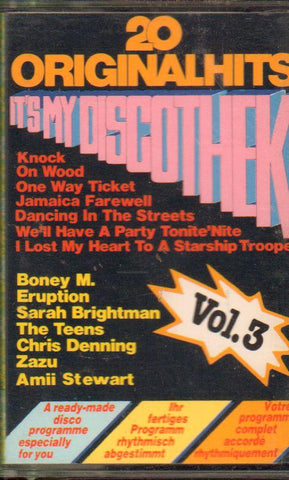 20
ORIGINALHITS
IT'S MY DISCOTHEK
Knock
On Wood
One Way Ticket
Jamaica Farewell
Dancing In The Streets
We'll Have A Party Tonite'Nite
I Lost My Heart To A Starship Troope
Boney M.
Eruption
Sarah Brightman
The Teens
Chris Denning
Zazu
Amii Stewart
Vol. 3
A ready-made
disco
programme
especially
for you
Ihr
fertiges
Programm
rhythmisch
abgestimmt
Votre
programm
complet
accordé
rhythmiquement